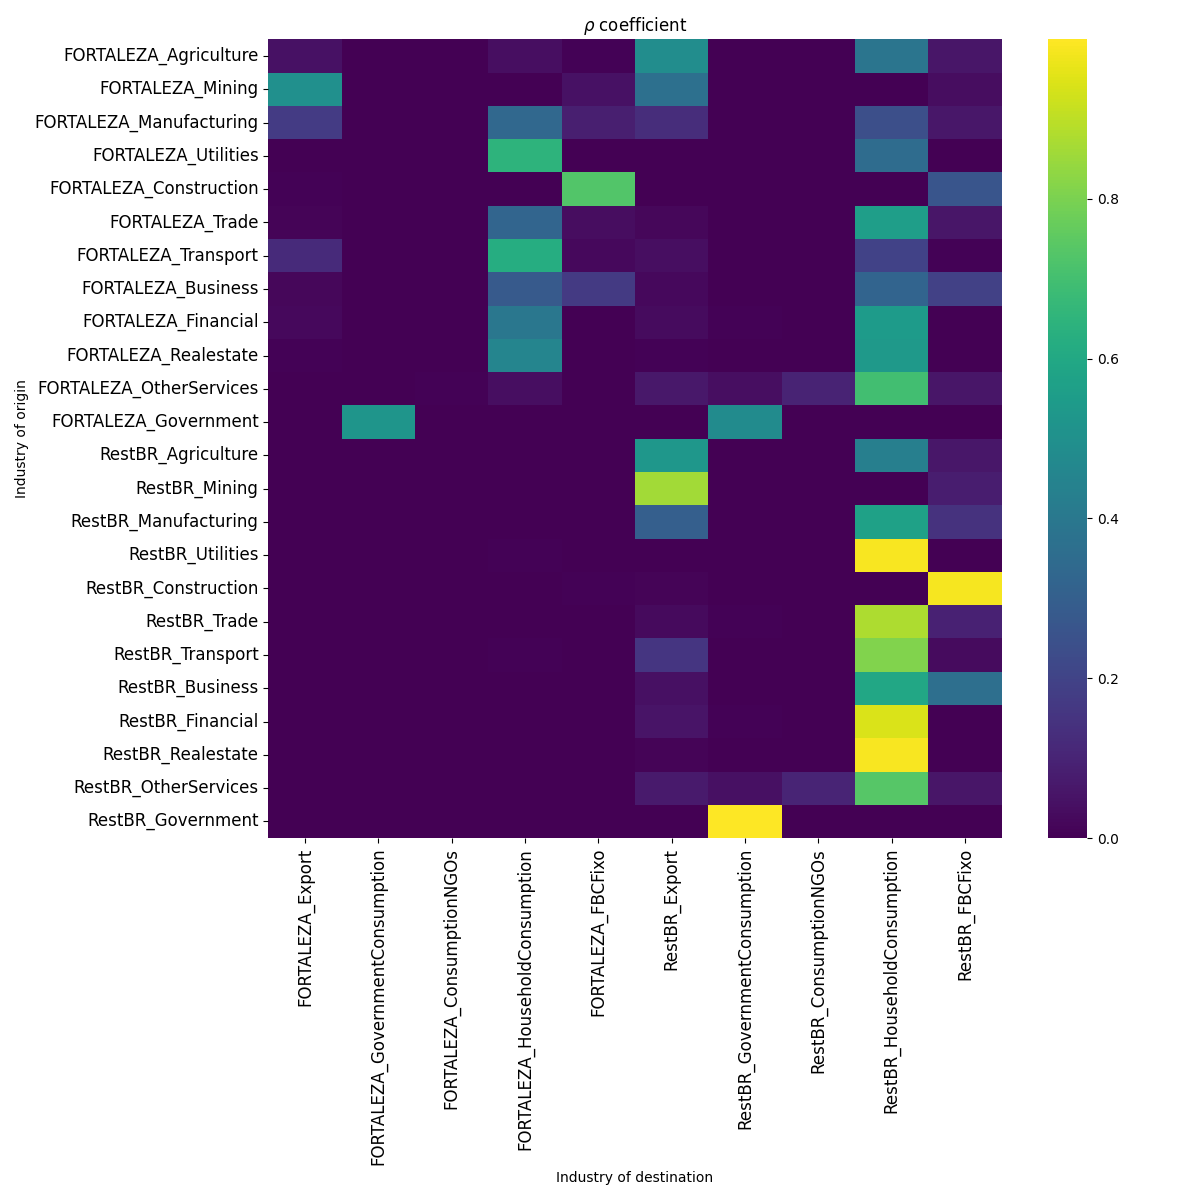 ρ coefficient
FORTALEZA_Agriculture
FORTALEZA_Mining
FORTALEZA_Manufacturing
FORTALEZA_Utilities
FORTALEZA_Construction
FORTALEZA_Trade
FORTALEZA_Transport
FORTALEZA_Business
FORTALEZA_Financial
FORTALEZA_Realestate
FORTALEZA_OtherServices
FORTALEZA_Government
RestBR_Agriculture
RestBR_Mining
RestBR_Manufacturing
RestBR_Utilities
RestBR_Construction
RestBR_Trade
RestBR_Transport
RestBR_Business
RestBR_Financial
RestBR_Realestate
RestBR_OtherServices
RestBR_Government
Industry of origin
0.8
0.6
0.4
0.2
0.0
FORTALEZA_Export
FORTALEZA_GovernmentConsumption
FORTALEZA_ConsumptionNGOs
FORTALEZA_HouseholdConsumption
FORTALEZA_FBCFixo
RestBR_Export
RestBR_GovernmentConsumption
RestBR_ConsumptionNGOs
RestBR_HouseholdConsumption
RestBR_FBCFixo
Industry of destination